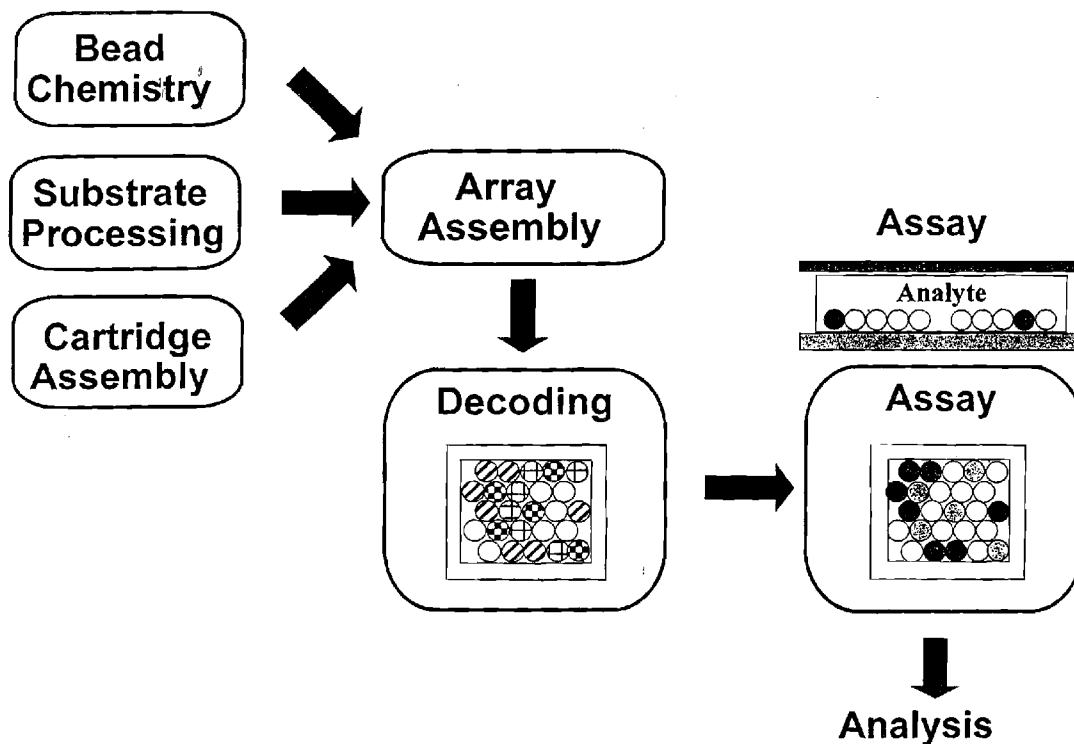 Bead
Chemistry
Substrate
Processing
Cartridge
Assembly
Array
Assembly
Decoding
Assay
Analyte
Assay
Analysis